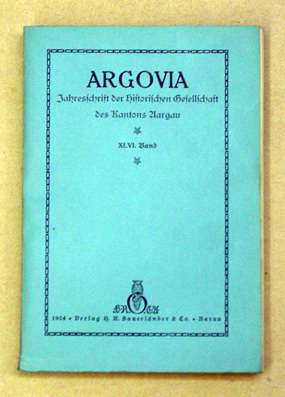 ARGOVIA
Jahresschrift der Historischen Gesellschaft
des Kantons Aargau
XLVI. Band
1934 • Verlag H. R. Sauerländer & Co. • Aarau